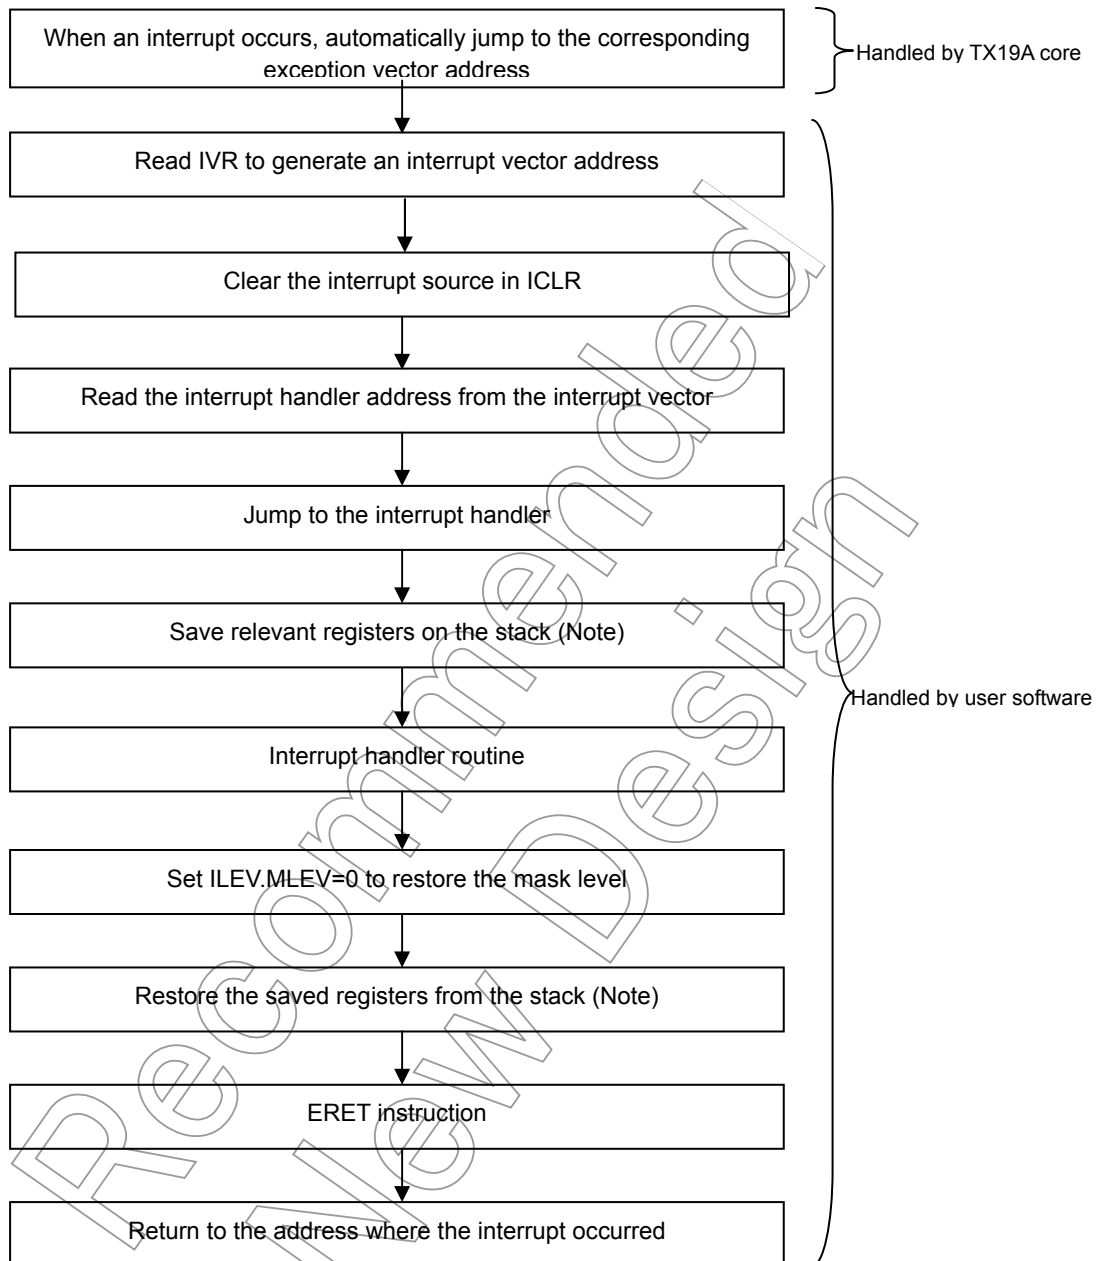 When an interrupt occurs, automatically jump to the corresponding
exception vector address
Handled by TX19A core
Read IVR to generate an interrupt vector address
Clear the interrupt source in ICLR
Read the interrupt handler address from the interrupt vector
Jump to the interrupt handler
Save relevant registers on the stack (Note)
Handled by user software
Interrupt handler routine
Set ILEV.MLEV=0 to restore the mask level
Restore the saved registers from the stack (Note)
ERET instruction
Return to the address where the interrupt occurred
Recommended
New Design